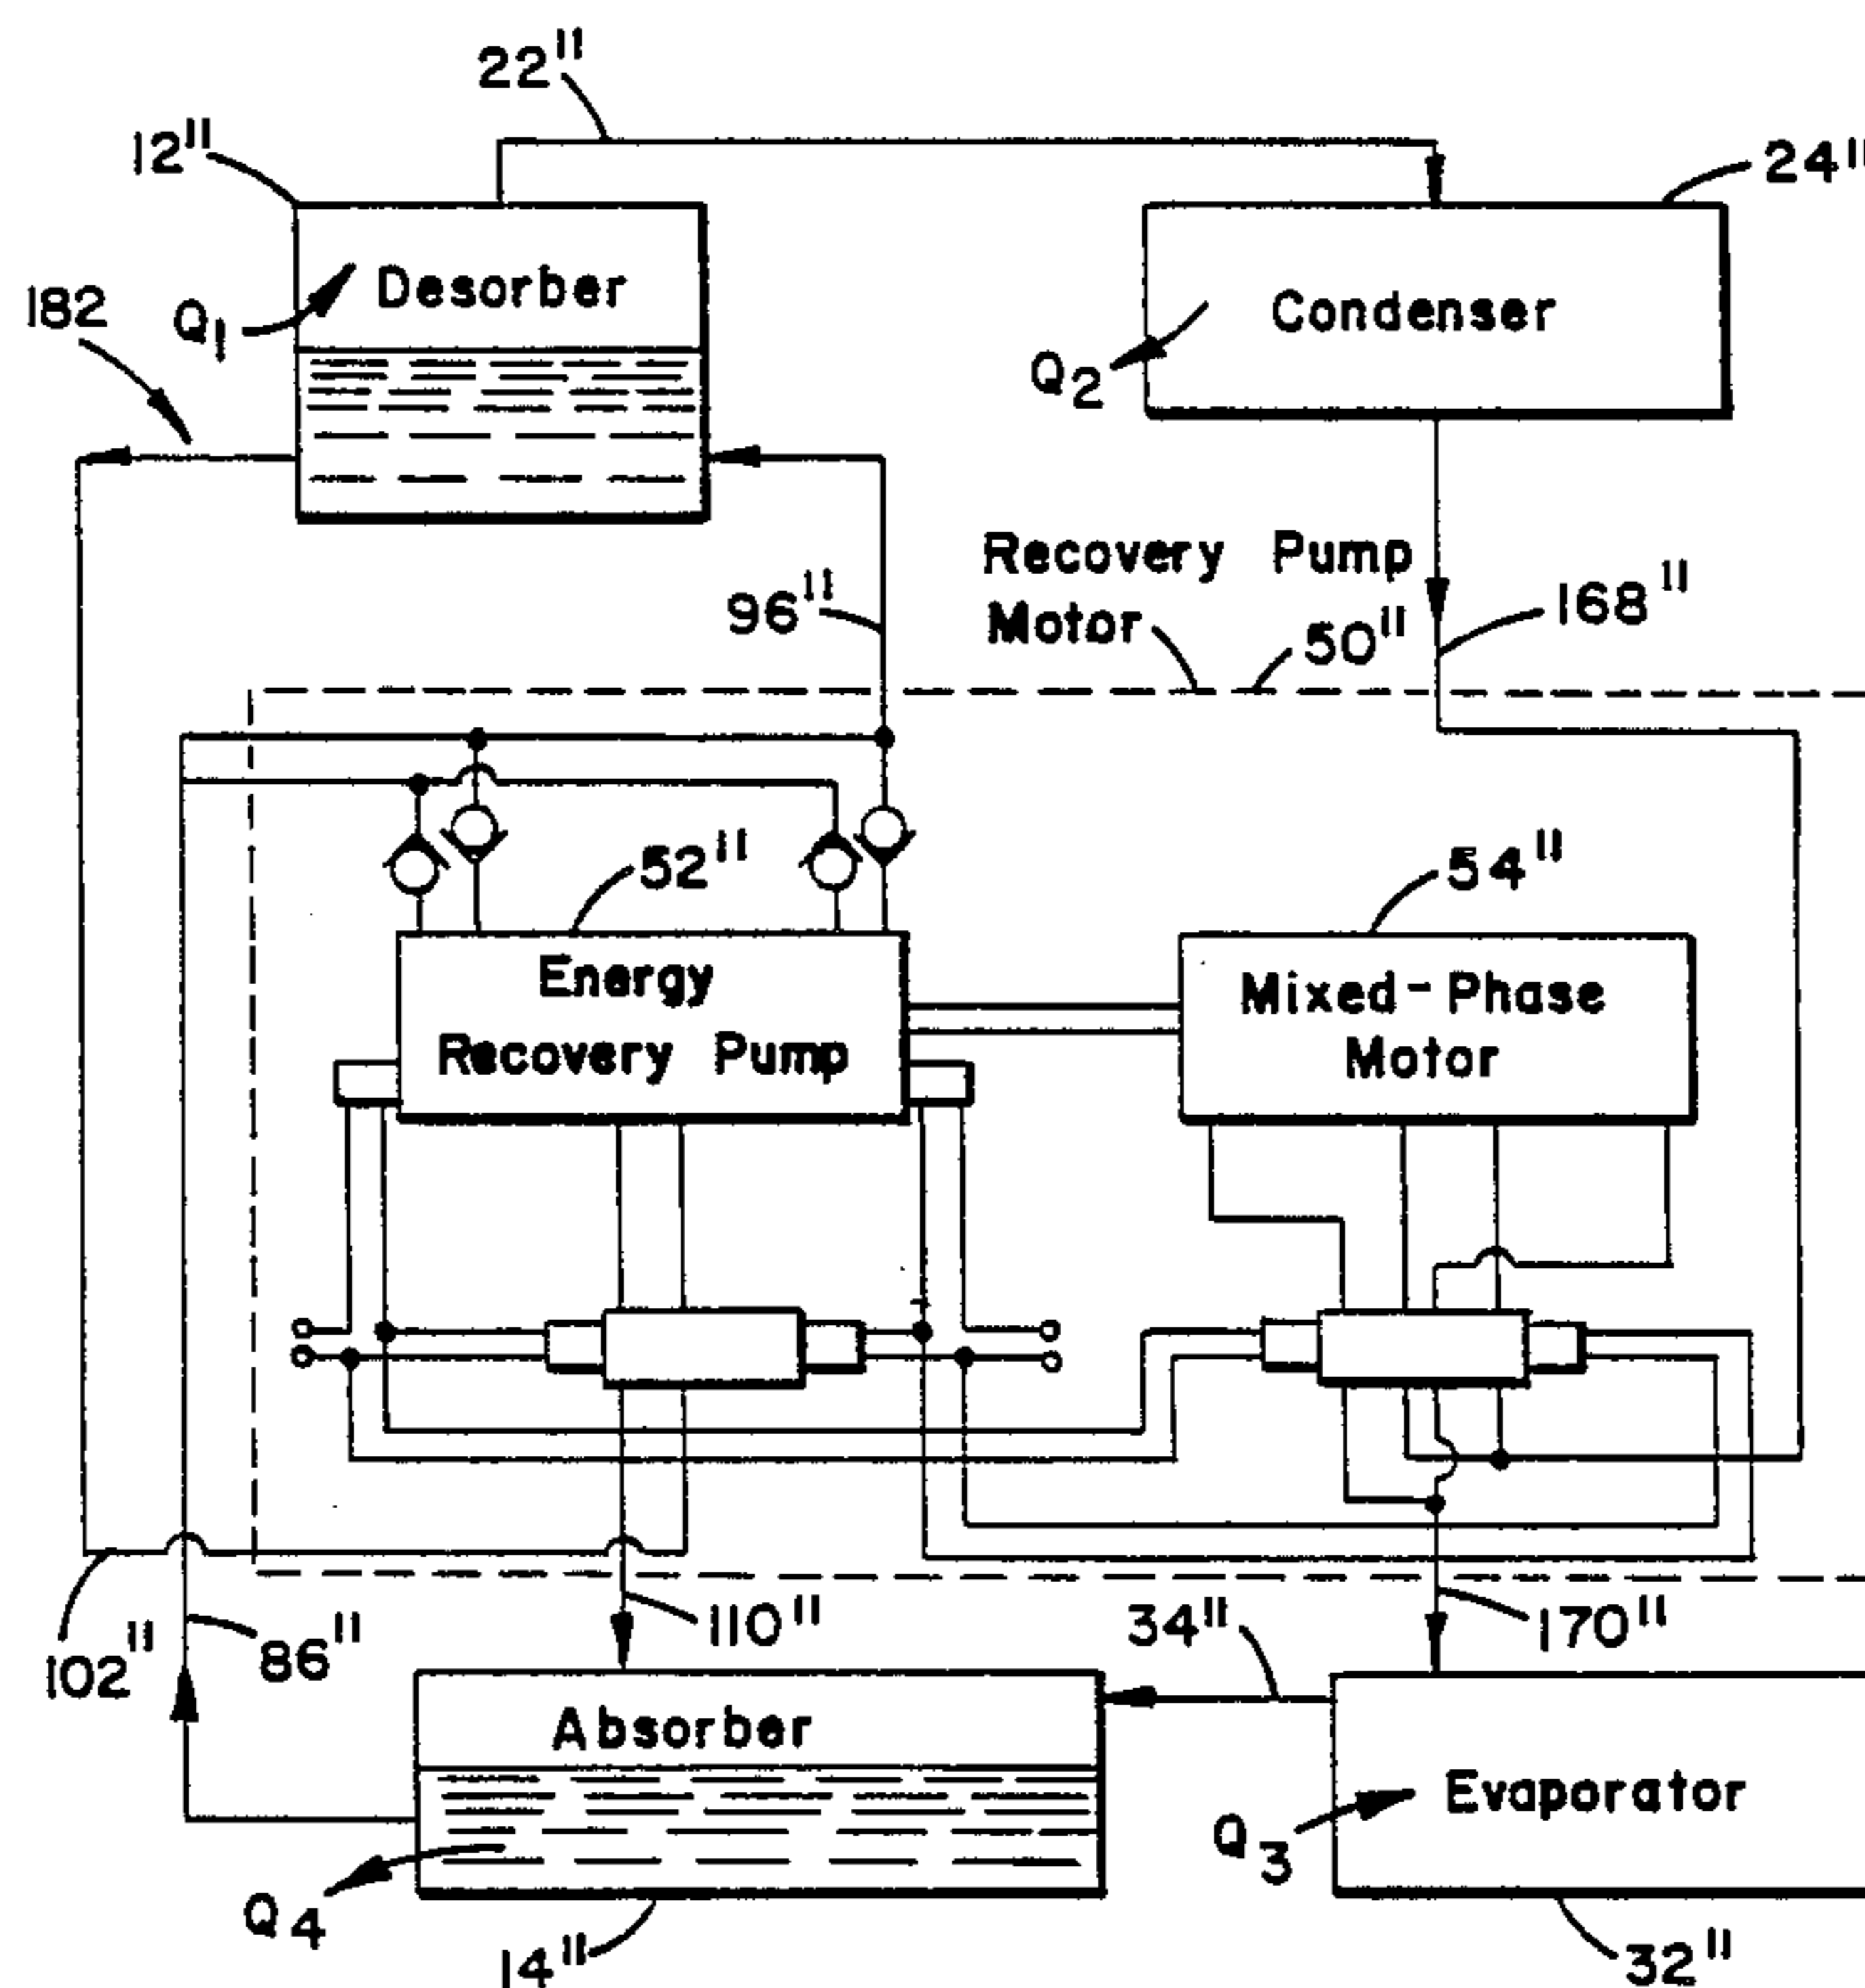 22"
12"
24"
182
Q1
Desorber
Condenser
Q2
Recovery Pump
Motor
50"
168"
96"
52"
54"
Energy
Recovery Pump
Mixed-Phase
Motor
102"
86"
110"
34"
170"
Absorber
Evaporator
Q3
Q4
14"
32"